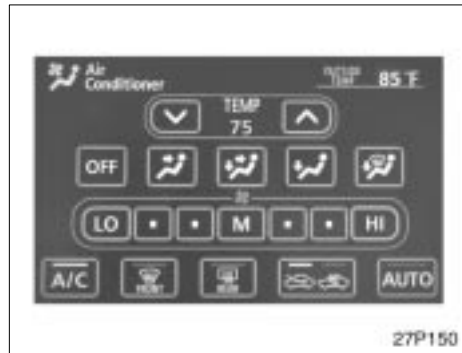 Air
Conditioner
OUTSIDE
TEMP
85°F
TEMP
75
OFF
LO
M
HI
A/C
FRONT
REAR
AUTO
27P150